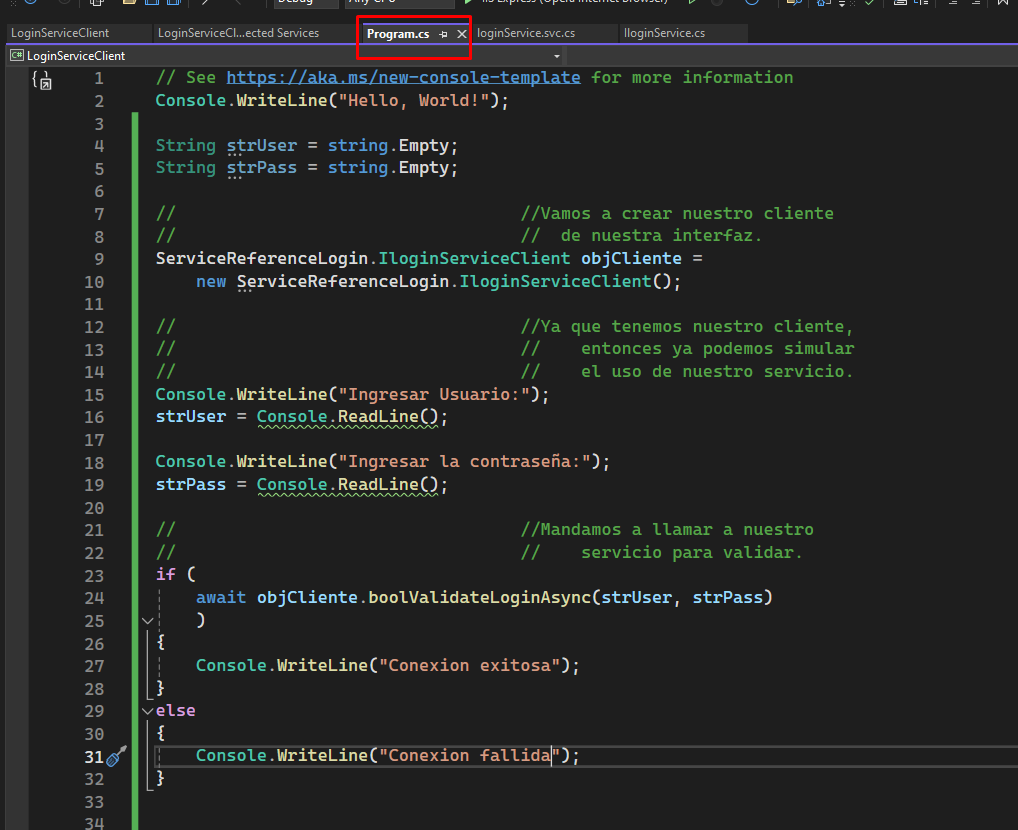 LoginServiceClient LoginServiceCl...ected Services Program.cs loginService.svc.cs IloginService.cs
C# LoginServiceClient
1 // See https://aka.ms/new-console-template for more information
2 Console.WriteLine("Hello, World!");
3
4 String strUser = string.Empty;
5 String strPass = string.Empty;
6
7 // //Vamos a crear nuestro cliente
8 // // de nuestra interfaz.
9 ServiceReferenceLogin.IloginServiceClient objCliente =
10 new ServiceReferenceLogin.IloginServiceClient();
11
12 // //Ya que tenemos nuestro cliente,
13 // // entonces ya podemos simular
14 // // el uso de nuestro servicio.
15 Console.WriteLine("Ingresar Usuario:");
16 strUser = Console.ReadLine();
17
18 Console.WriteLine("Ingresar la contraseña:");
19 strPass = Console.ReadLine();
20
21 // //Mandamos a llamar a nuestro
22 // // servicio para validar.
23 if (
24 await objCliente.boolValidateLoginAsync(strUser, strPass)
25 )
26 {
27 Console.WriteLine("Conexion exitosa");
28 }
29 else
30 {
31 Console.WriteLine("Conexion fallida");
32 }
33
34